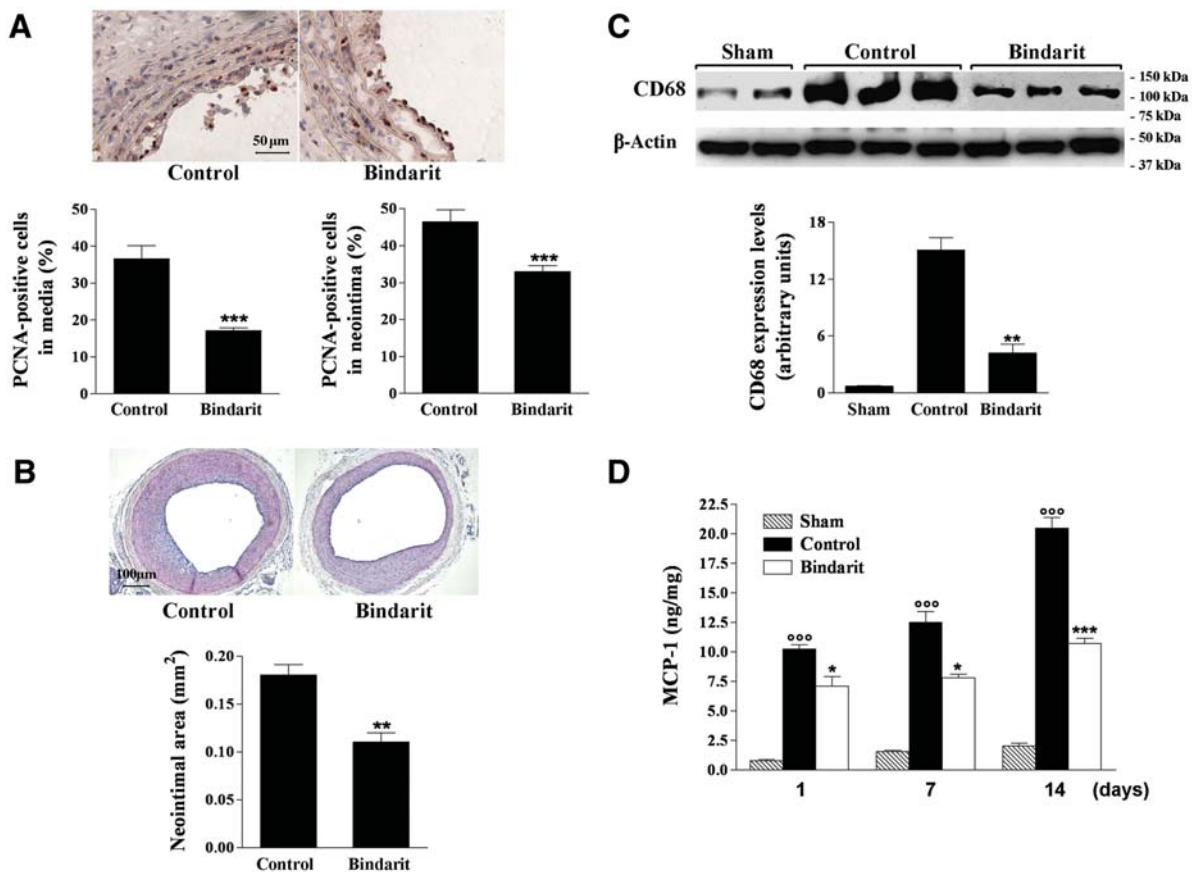 A
50 µm
Control Bindarit
PCNA-positive cells
in media (%)
50
40
30
20
10
0
***
Control Bindarit
PCNA-positive cells
in neointima (%)
50
40
30
20
10
0
***
Control Bindarit
B
100µm
Control Bindarit
Neointimal area (mm²)
0.20
0.15
0.10
0.05
0.00
**
Control Bindarit
C
Sham Control Bindarit
CD68
- 150 kDa
- 100 kDa
- 75 kDa
β-Actin
- 50 kDa
- 37 kDa
CD68 expression levels
(arbitrary units)
18
15
12
6
0
**
Sham Control Bindarit
D
MCP-1 (ng/mg)
22.5
20.0
17.5
15.0
12.5
10.0
7.5
5.0
2.5
0.0
Sham
Control
Bindarit
°°° * °°° * °°° ***
1 7 14 (days)